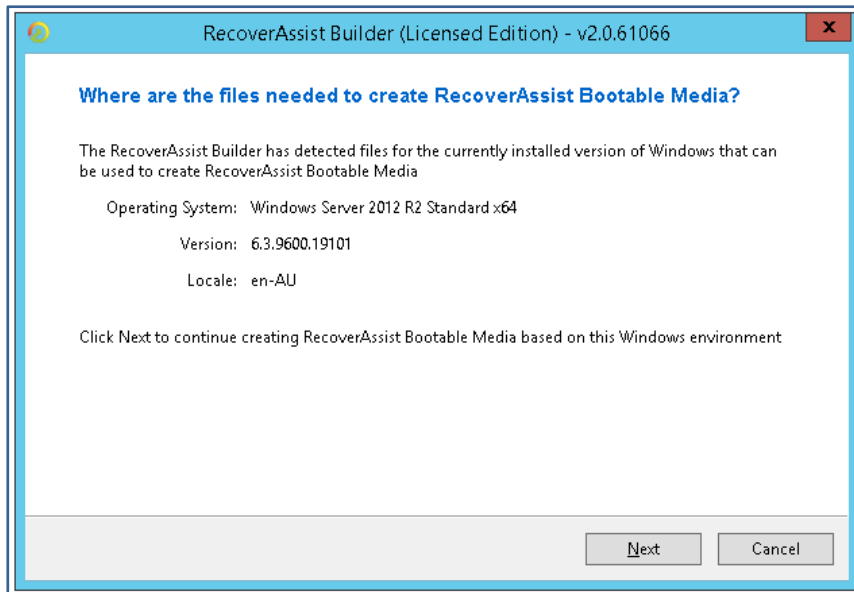 RecoverAssist Builder (Licensed Edition) - v2.0.61066
x
Where are the files needed to create RecoverAssist Bootable Media?
The RecoverAssist Builder has detected files for the currently installed version of Windows that can
be used to create RecoverAssist Bootable Media
Operating System: Windows Server 2012 R2 Standard x64
Version: 6.3.9600.19101
Locale: en-AU
Click Next to continue creating RecoverAssist Bootable Media based on this Windows environment
Next Cancel